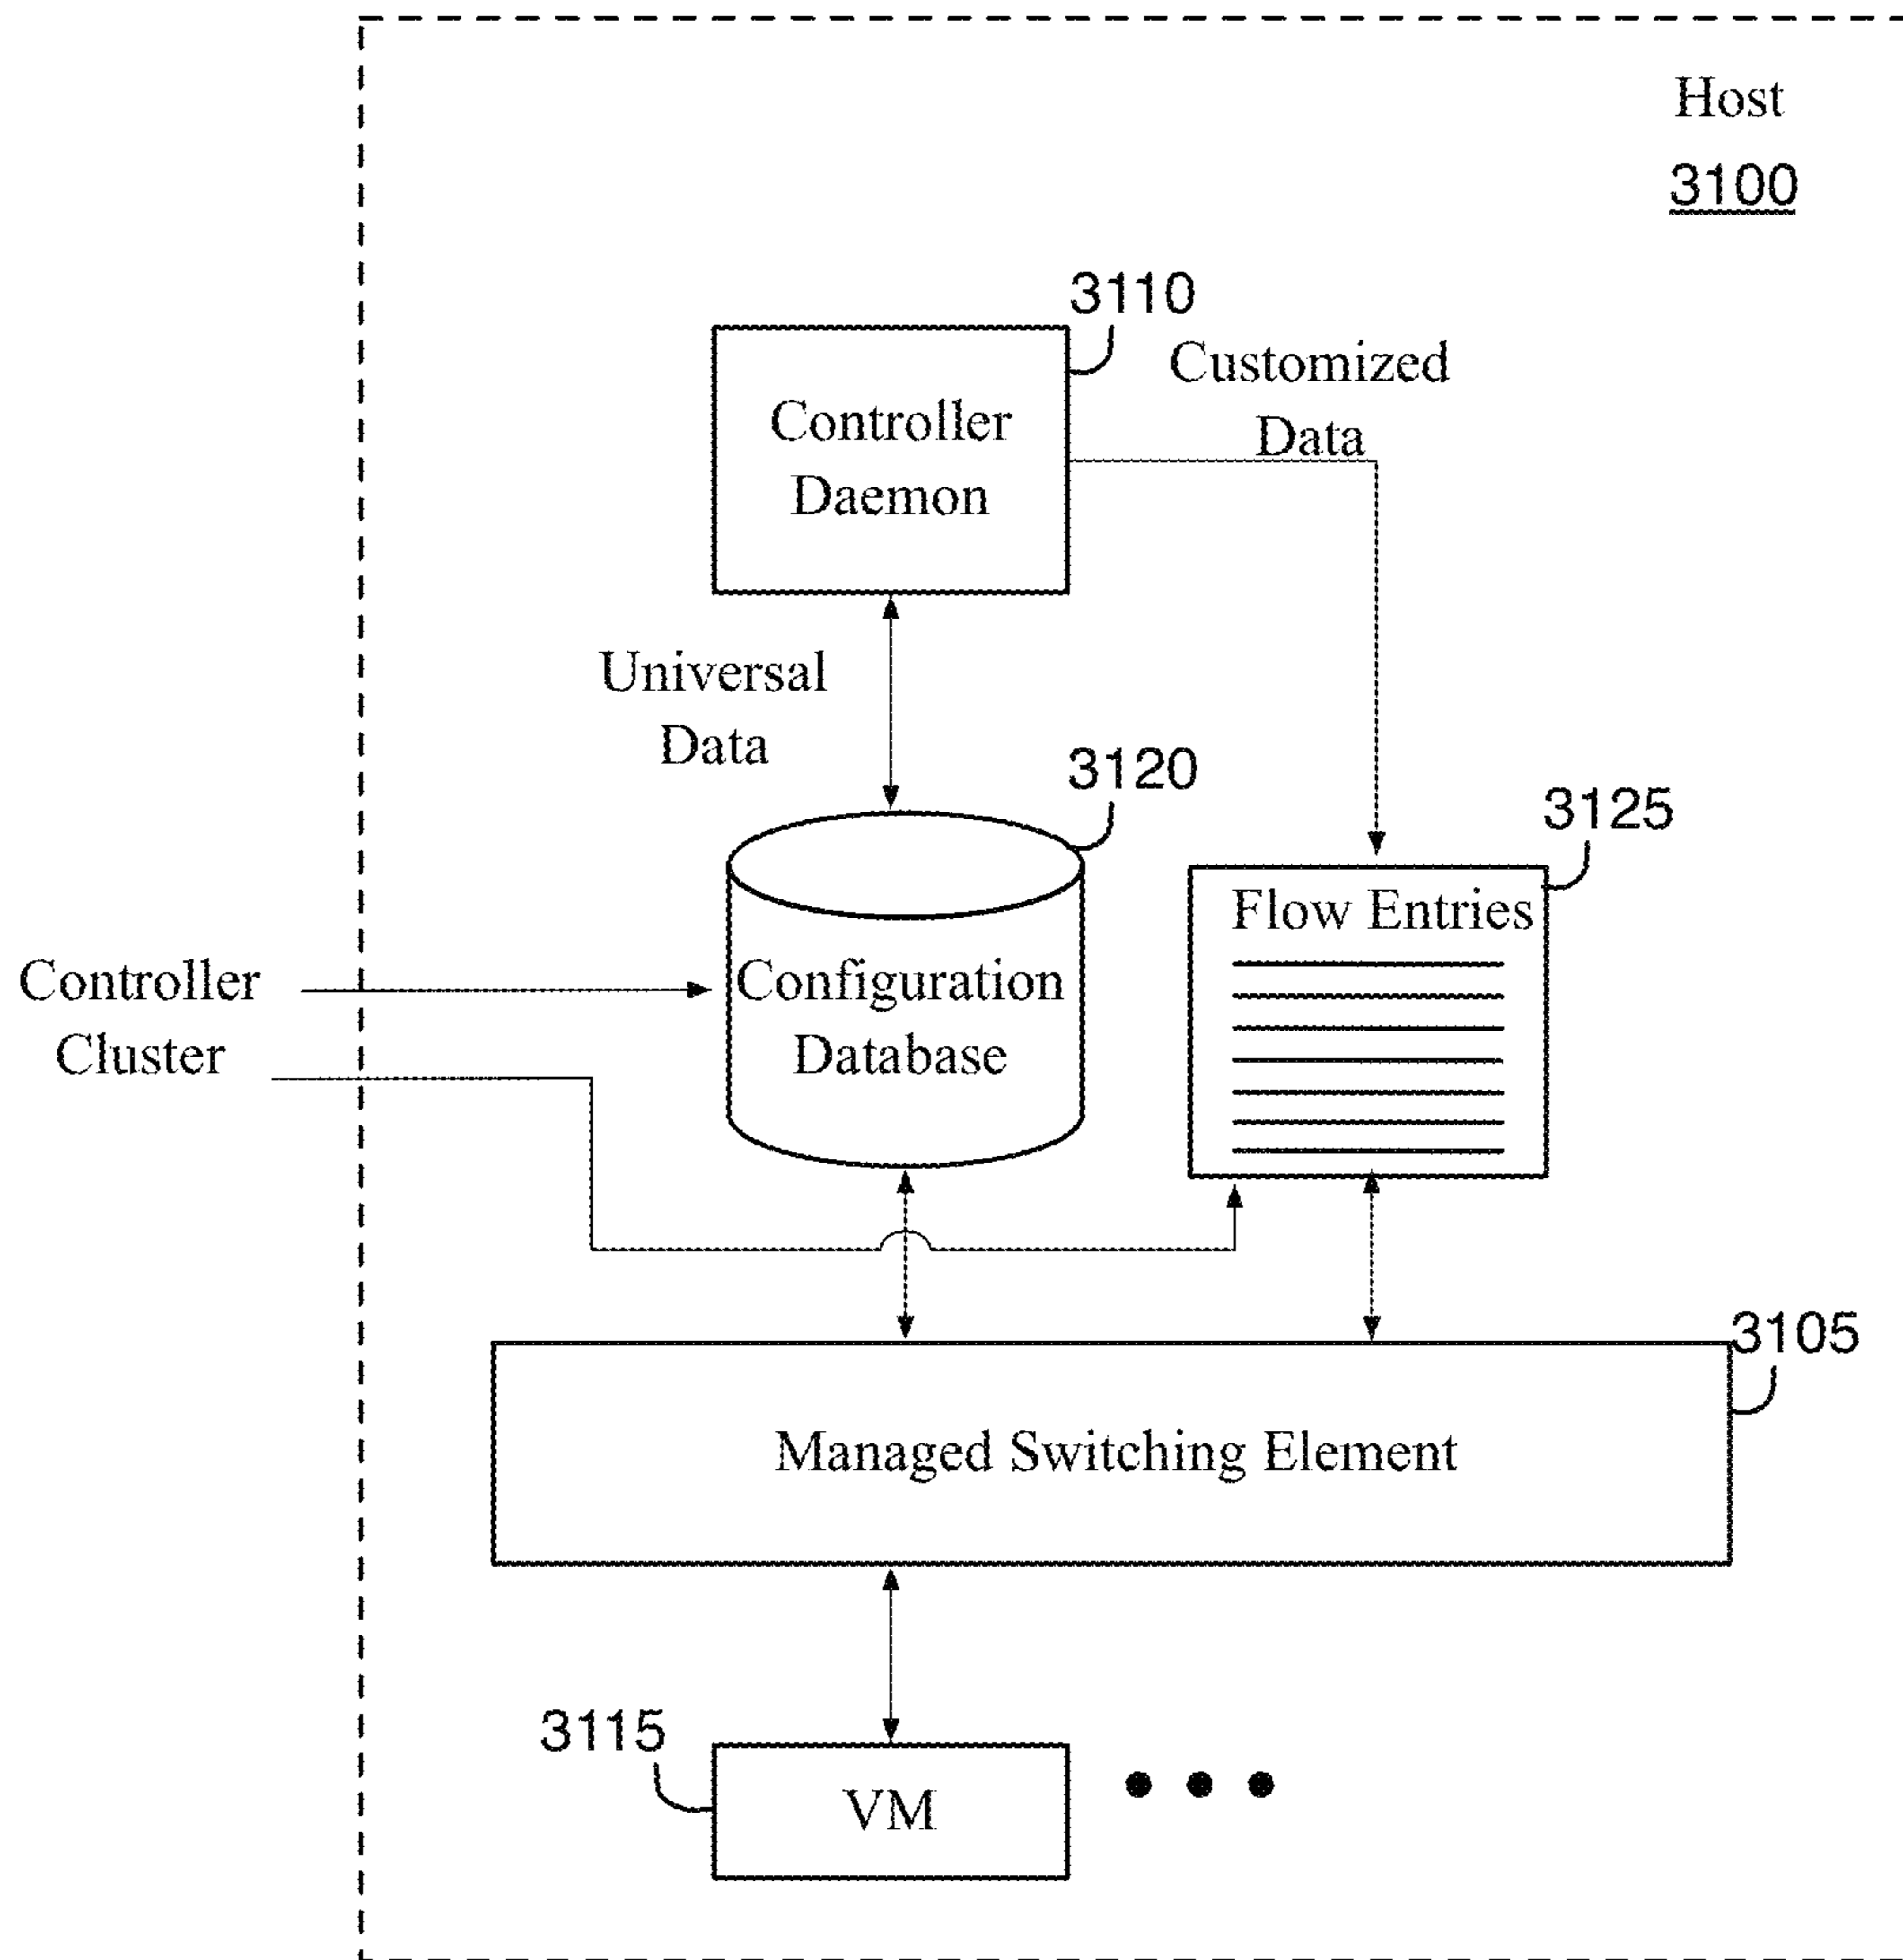 Host
3100
3110
Customized
Data
Controller
Daemon
Universal
Data
3120
3125
Flow Entries
Controller
Cluster
Configuration
Database
3105
Managed Switching Element
3115
VM